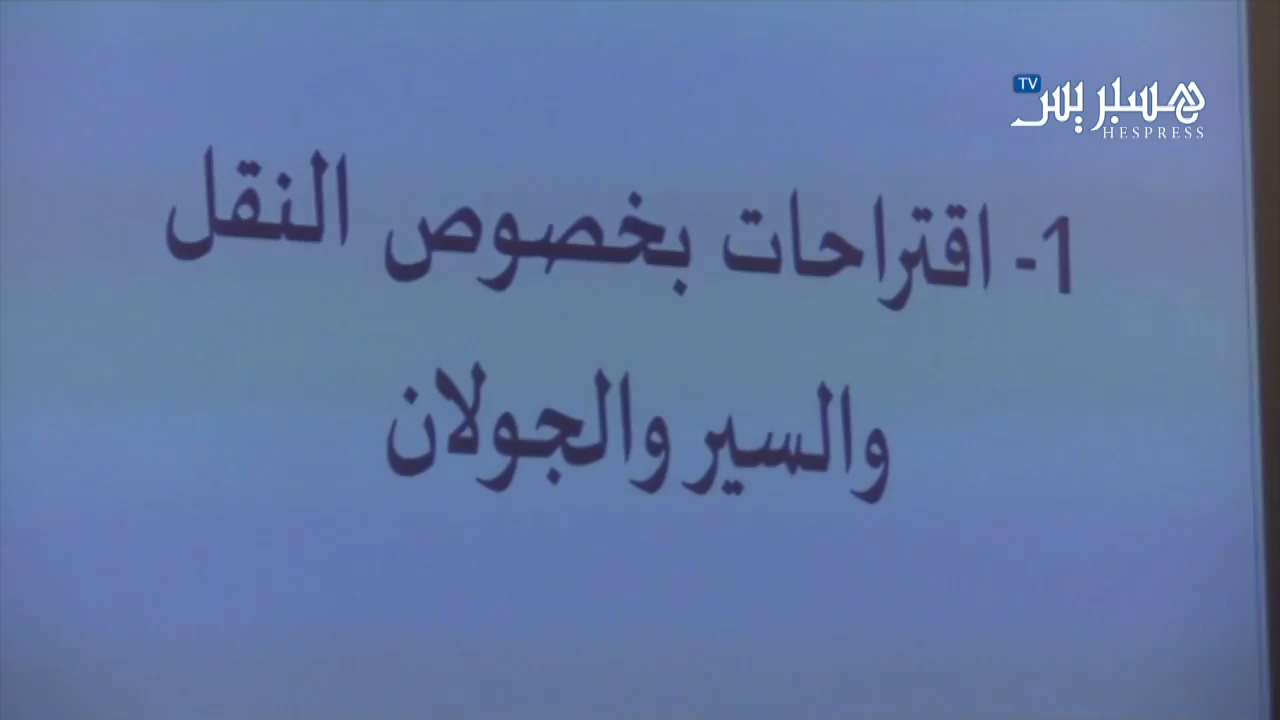 TV
هسبريس
HESPRESS
1- اقتراحات بخصوص النقل
والسير والجولان